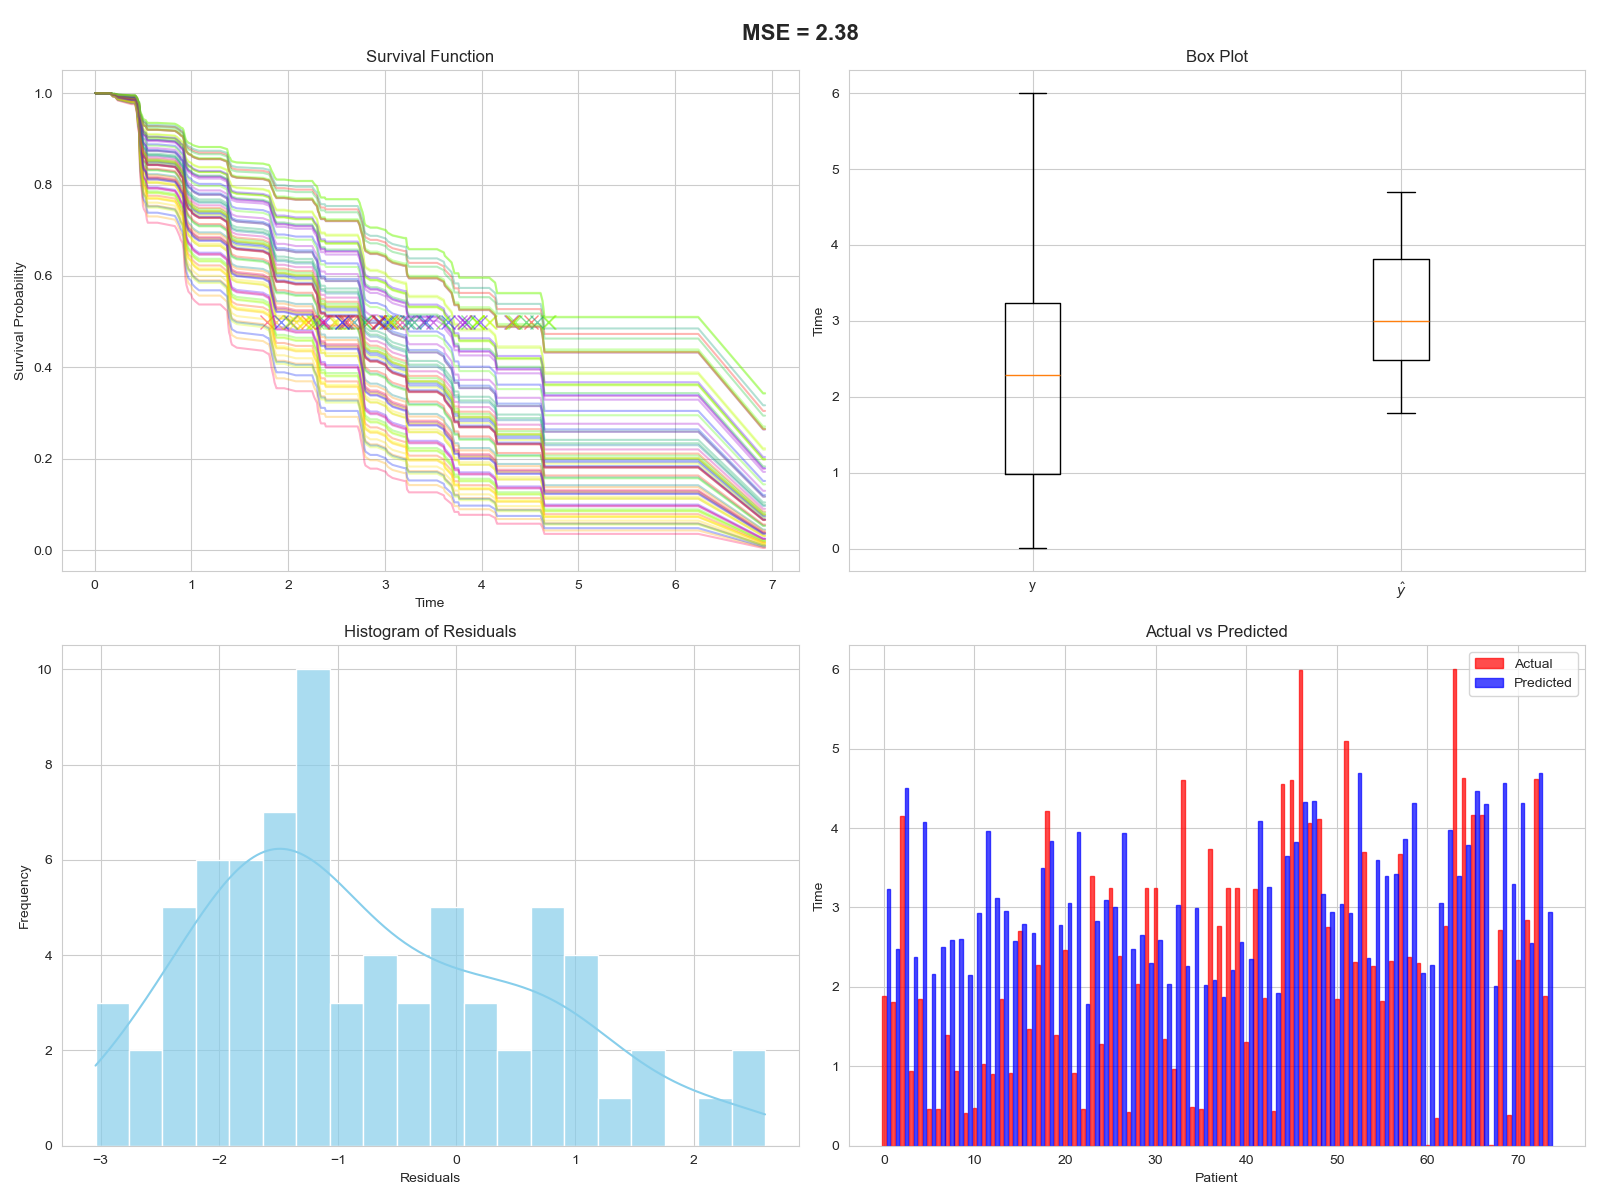 MSE = 2.38
Survival Function
Survival Probability
1.0
0.8
0.6
0.4
0.2
0.0
0 1 2 3 4 5 6 7
Time
Box Plot
Time
6
5
4
3
2
1
0
y ŷ
Histogram of Residuals
Frequency
10
8
6
4
2
0
−3 −2 −1 0 1 2
Residuals
Actual vs Predicted
Actual
Predicted
Time
6
5
4
3
2
1
0
0 10 20 30 40 50 60 70
Patient